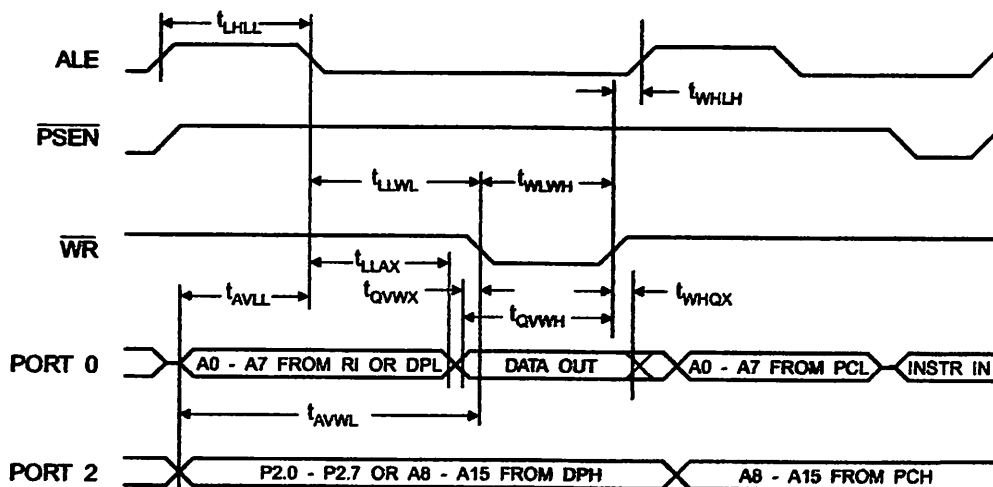 tLHLL
ALE
tWHLH
PSEN
tLLWL
tWLWH
WR
tLLAX
tAVLL
tQVWX
tWHQX
tQVWH
PORT 0
A0 - A7 FROM RI OR DPL
DATA OUT
A0 - A7 FROM PCL
INSTR IN
tAVWL
PORT 2
P2.0 - P2.7 OR A8 - A15 FROM DPH
A8 - A15 FROM PCH